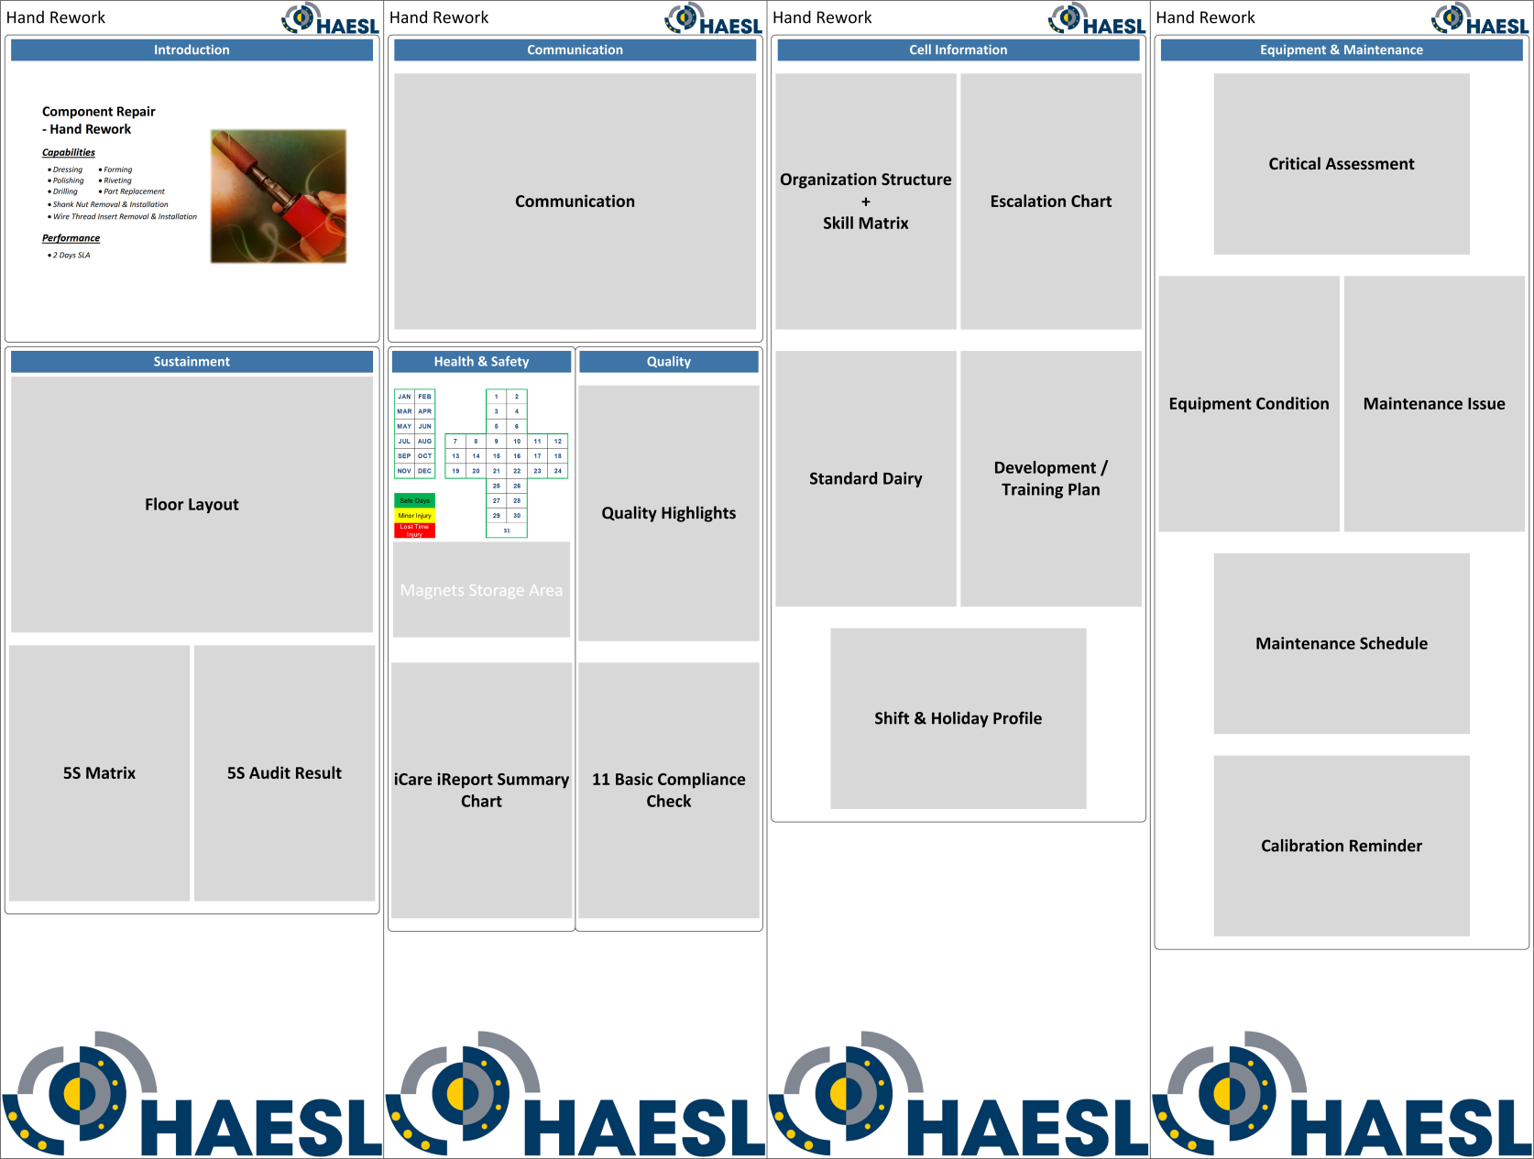 Hand Rework
HAESL
Introduction
Component Repair
- Hand Rework
Capabilities
• Dressing • Forming
• Polishing • Riveting
• Drilling • Part Replacement
• Shank Nut Removal & Installation
• Wire Thread Insert Removal & Installation
Performance
• 2 Days SLA
Sustainment
Floor Layout
5S Matrix
5S Audit Result
HAESL
Hand Rework
HAESL
Communication
Communication
Health & Safety
JAN FEB
MAR APR
MAY JUN
JUL AUG
SEP OCT
NOV DEC
1 2
3 4
5 6
7 8 9 10 11 12
13 14 15 16 17 18
19 20 21 22 23 24
25 26
27 28
29 30
31
Safe Days
Minor Injury
Lost Time
Injury
Magnets Storage Area
iCare iReport Summary
Chart
Quality
Quality Highlights
11 Basic Compliance
Check
HAESL
Hand Rework
HAESL
Cell Information
Organization Structure
+
Skill Matrix
Escalation Chart
Standard Dairy
Development /
Training Plan
Shift & Holiday Profile
HAESL
Hand Rework
HAESL
Equipment & Maintenance
Critical Assessment
Equipment Condition
Maintenance Issue
Maintenance Schedule
Calibration Reminder
HAESL